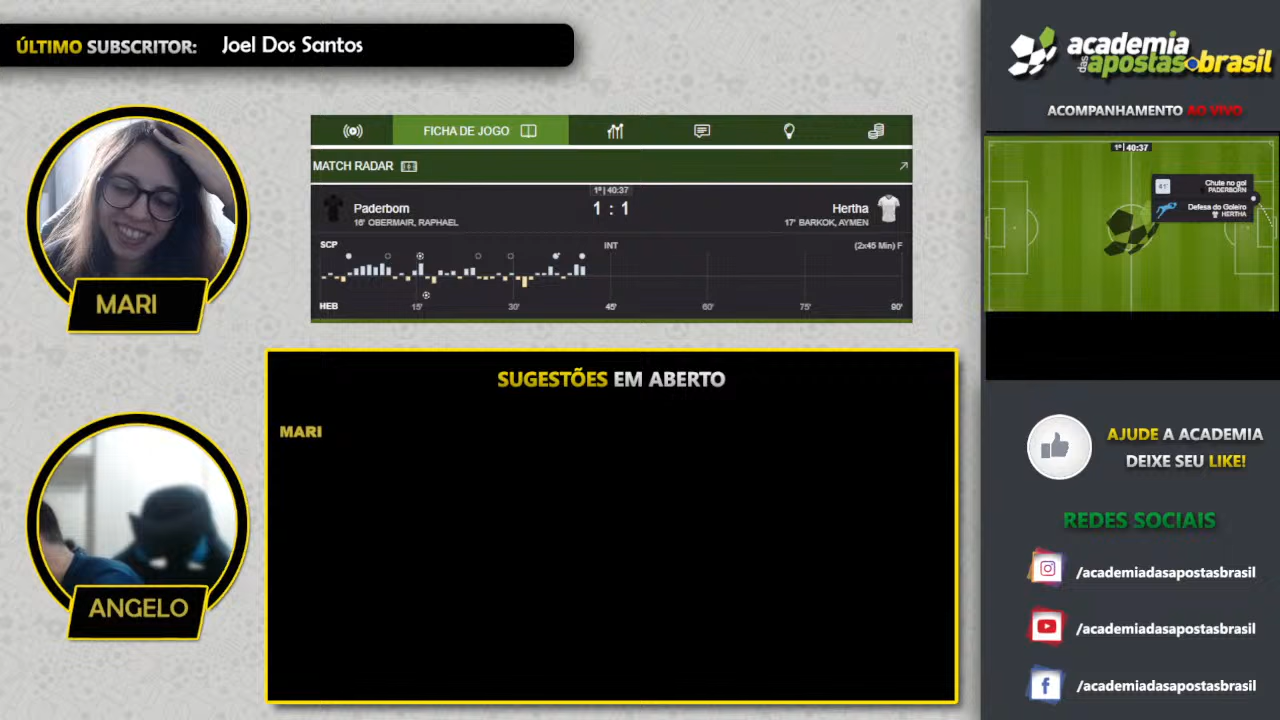 ÚLTIMO SUBSCRITOR: Joel Dos Santos
MARI
ANGELO
FICHA DE JOGO
MATCH RADAR
1º| 40:37
Paderborn 1 : 1 Hertha
16' OBERMAIR, RAPHAEL 17' BARKOK, AYMEN
SCP INT (2x45 Min) F
HEB 15' 30' 45' 60' 75' 90'
SUGESTÕES EM ABERTO
MARI
academia
das apostas brasil
ACOMPANHAMENTO AO VIVO
1º| 40:37
41' Chute no gol
PADERBORN
Defesa do Goleiro
HERTHA
AJUDE A ACADEMIA
DEIXE SEU LIKE!
REDES SOCIAIS
/academiadasapostasbrasil
/academiadasapostasbrasil
/academiadasapostasbrasil